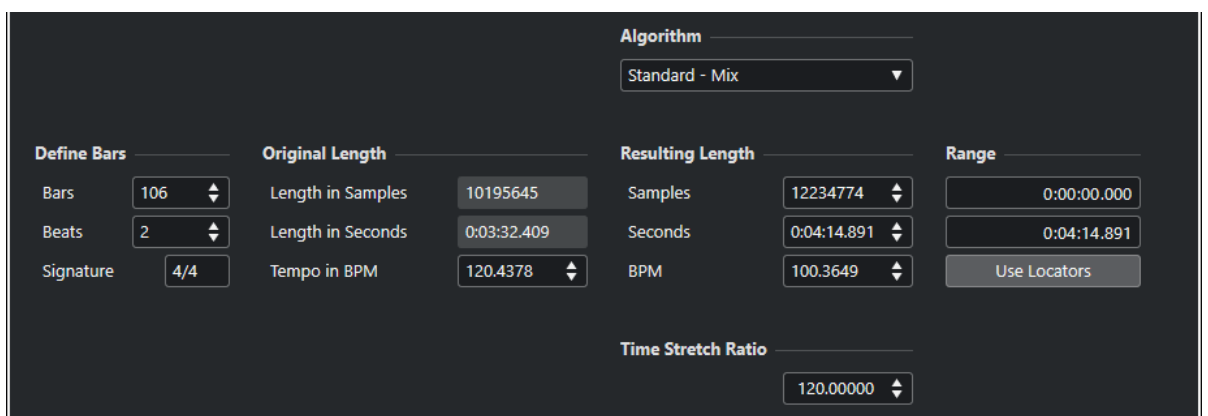 Algorithm
Standard - Mix
Define Bars
Original Length
Resulting Length
Range
Bars 106
Length in Samples 10195645
Samples 12234774
0:00:00.000
Beats 2
Length in Seconds 0:03:32.409
Seconds 0:04:14.891
0:04:14.891
Signature 4/4
Tempo in BPM 120.4378
BPM 100.3649
Use Locators
Time Stretch Ratio
120.00000